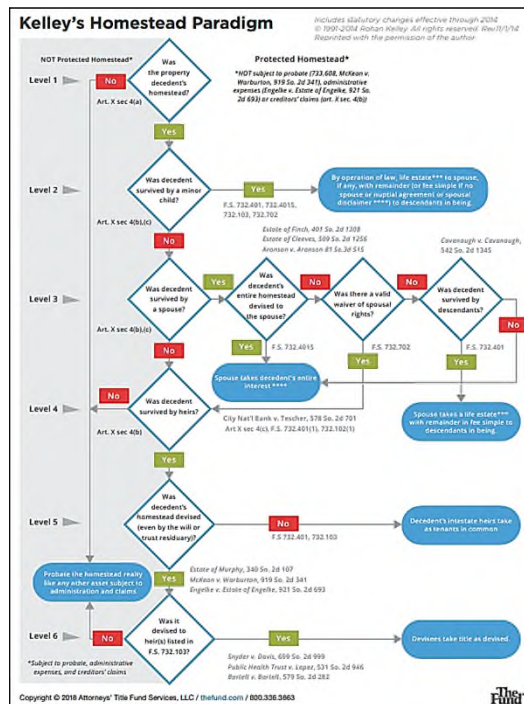 Kelley's Homestead Paradigm
Includes statutory changes effective through 2014
© 1991-2014 Rohan Kelley. All rights reserved. Rev.11/1/14
Reprinted with the permission of the author.
NOT Protected Homestead*
Protected Homestead*
*NOT subject to probate (733.608, McKean v.
Warburton, 919 So. 2d 341), administrative
expenses (Engelke v. Estate of Engelke, 921 So.
2d 693) or creditors' claims (art. X sec. 4(b))
Level 1
No
Was
the property
decedent's
homestead?
Art. X sec 4(a)
Yes
Level 2
Was decedent
survived by a minor
child?
Yes
F.S. 732.401, 732.4015,
732.103, 732.702
By operation of law, life estate*** to spouse,
if any, with remainder (or fee simple if no
spouse or nuptial agreement or spousal
disclaimer ****) to descendants in being.
Art. X sec 4(b),(c)
No
Estate of Finch, 401 So. 2d 1308
Estate of Cleeves, 509 So. 2d 1256
Aronson v. Aronson 81 So.3d 515
Cavanaugh v. Cavanaugh,
542 So. 2d 1345
Level 3
Was
decedent
survived by
a spouse?
Yes
Was
decedent's
entire homestead
devised to
the spouse?
No
Was there a valid
waiver of spousal
rights?
No
Was decedent
survived by
descendants?
No
Art. X sec 4(b),(c)
No
Yes
F.S. 732.4015
Yes
F.S. 732.702
Yes
F.S. 732.401
Spouse takes decedent's entire
interest ****
Spouse takes a life estate***
with remainder in fee simple to
descendants in being.
Level 4
No
Was decedent
survived by heirs?
Art. X sec 4(b)
City Nat'l Bank v. Tescher, 578 So. 2d 701
Art X sec 4(c), F.S. 732.401(1), 732.102(1)
Yes
Level 5
Was
decedent's
homestead devised
(even by the will or
trust residuary)?
No
F.S 732.401, 732.103
Decedent's intestate heirs take
as tenants in common
Probate the homestead realty
like any other asset subject to
administration and claims
Yes
Estate of Murphy, 340 So. 2d 107
McKean v. Warburton, 919 So. 2d 341
Engelke v. Estate of Engelke, 921 So. 2d 693
Level 6
No
Was it
devised to
heir(s) listed in
F.S. 732.103?
Yes
Snyder v. Davis, 699 So. 2d 999
Public Health Trust v. Lopez, 531 So. 2d 946
Bartelt v. Bartelt, 579 So. 2d 282
Devisees take title as devised.
*Subject to probate, administrative
expenses, and creditors' claims
Copyright © 2018 Attorneys' Title Fund Services, LLC / thefund.com / 800.336.3863
The Fund